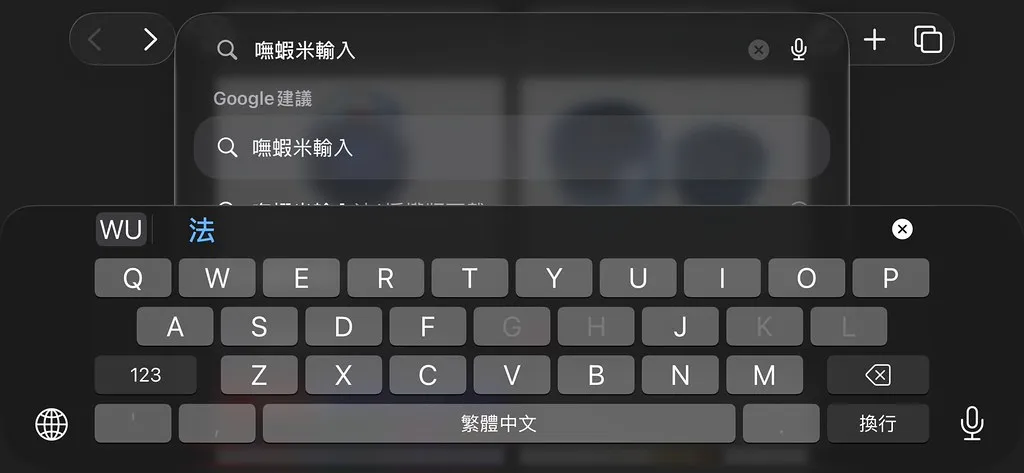 嘸蝦米輸入
Google建議
嘸蝦米輸入
WU 法
Q W E R T Y U I O P
A S D F G H J K L
123 Z X C V B N M
' , 繁體中文 . 換行